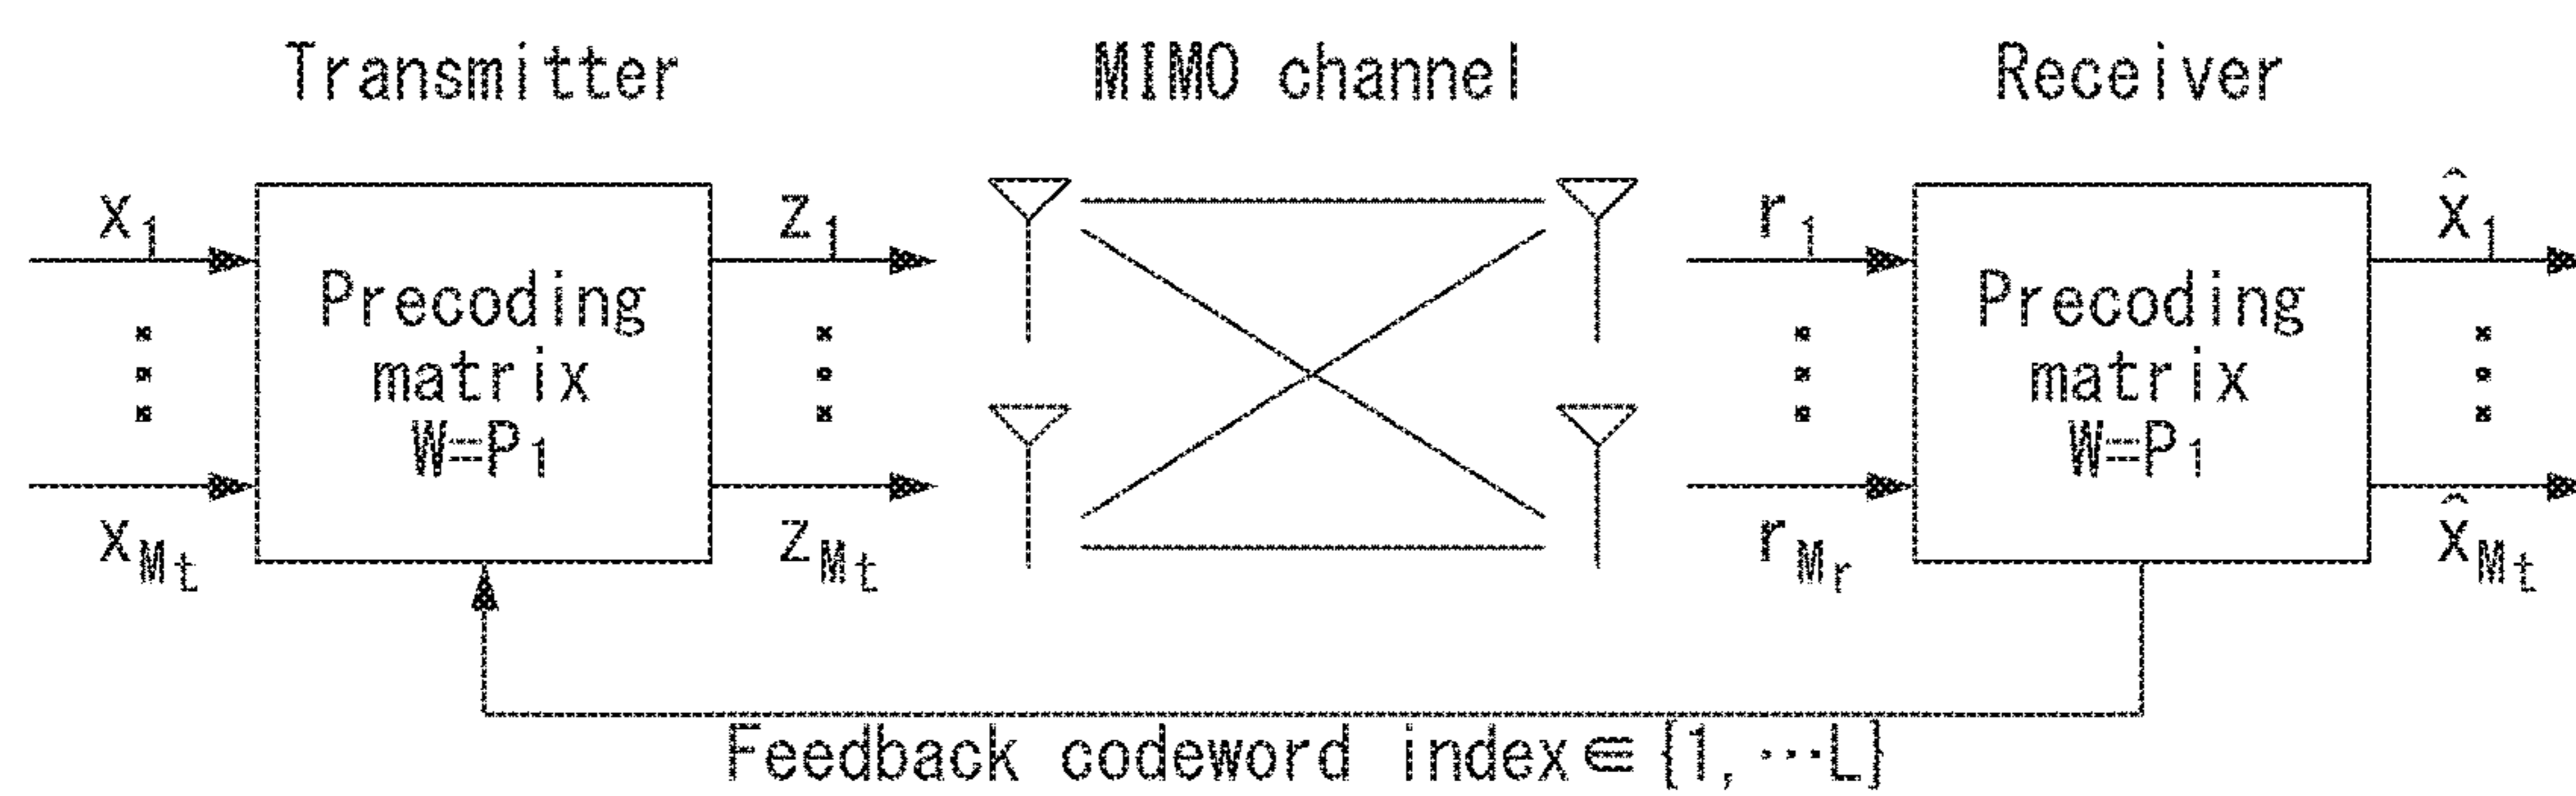 Transmitter
MIMO channel
Receiver
x1
z1
r1
x̂1
Precoding
matrix
W=P1
Precoding
matrix
W=P1
xMt
zMt
rMr
x̂Mt
Feedback codeword index∈{1, ⋯L}